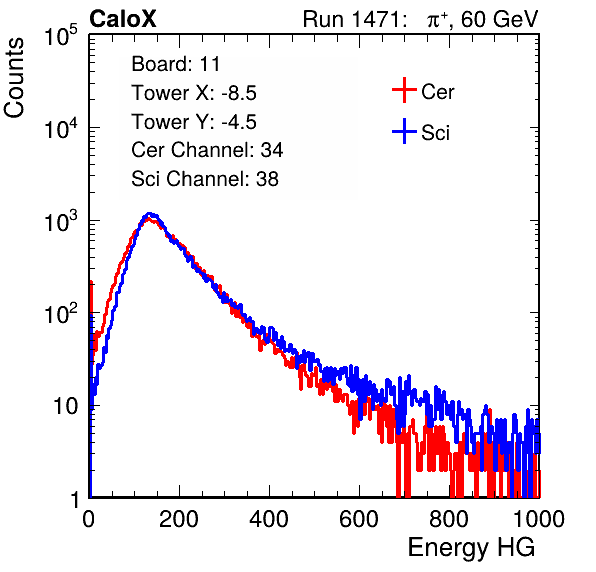 CaloX Run 1471: π⁺, 60 GeV
Board: 11
Tower X: -8.5
Tower Y: -4.5
Cer Channel: 34
Sci Channel: 38
Cer
Sci
Counts
10⁵
10⁴
10³
10²
10
1
0 200 400 600 800 1000
Energy HG